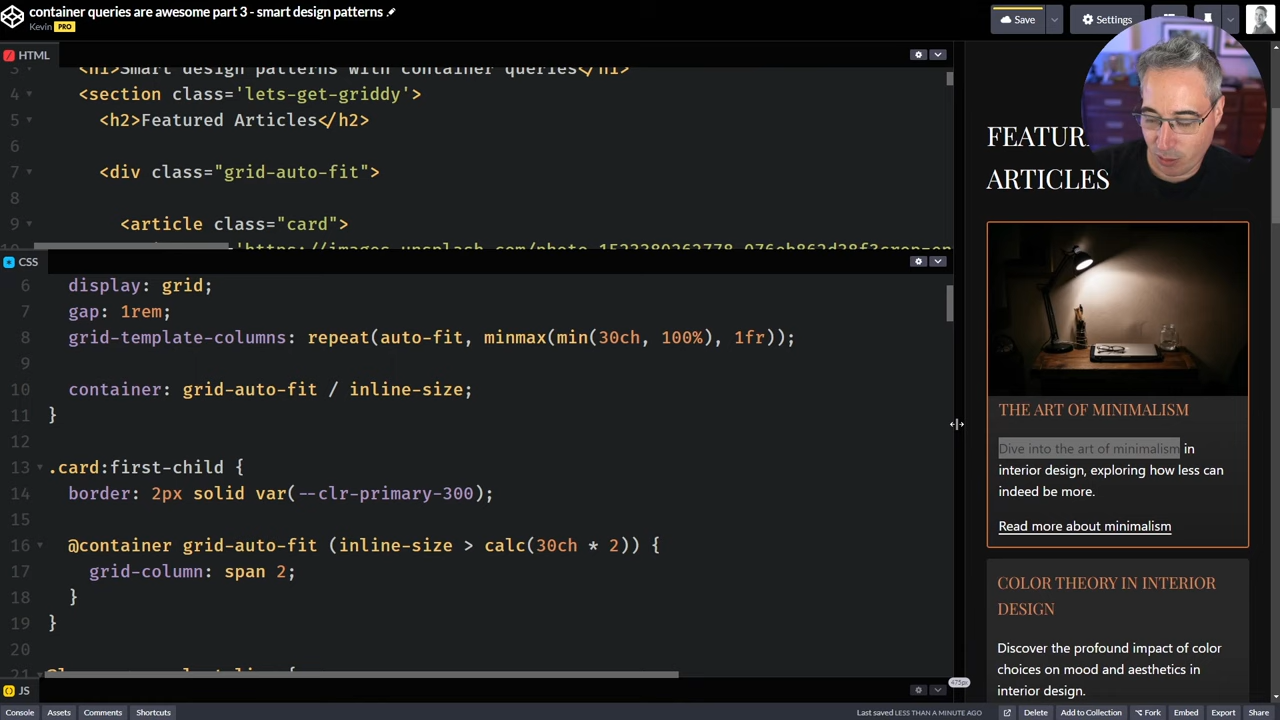 container queries are awesome part 3 - smart design patterns
Kevin PRO
Save
Settings
HTML
<h1>Smart design patterns with container queries</h1>
4 <section class='lets-get-griddy'>
5 <h2>Featured Articles</h2>
6
7 <div class="grid-auto-fit">
8
9 <article class="card">
CSS
6 display: grid;
7 gap: 1rem;
8 grid-template-columns: repeat(auto-fit, minmax(min(30ch, 100%), 1fr));
9
10 container: grid-auto-fit / inline-size;
11 }
12
13 .card:first-child {
14 border: 2px solid var(--clr-primary-300);
15
16 @container grid-auto-fit (inline-size > calc(30ch * 2)) {
17 grid-column: span 2;
18 }
19 }
20
21
JS
475px
ARTICLES
THE ART OF MINIMALISM
Dive into the art of minimalism in
interior design, exploring how less can
indeed be more.
Read more about minimalism
COLOR THEORY IN INTERIOR
DESIGN
Discover the profound impact of color
choices on mood and aesthetics in
interior design.
Console Assets Comments Shortcuts
Last saved LESS THAN A MINUTE AGO
Delete Add to Collection Fork Embed Export Share